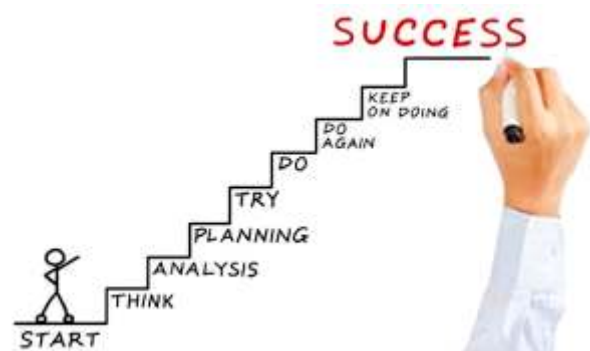 SUCCESS
KEEP
ON DOING
DO
AGAIN
DO
TRY
PLANNING
ANALYSIS
THINK
START